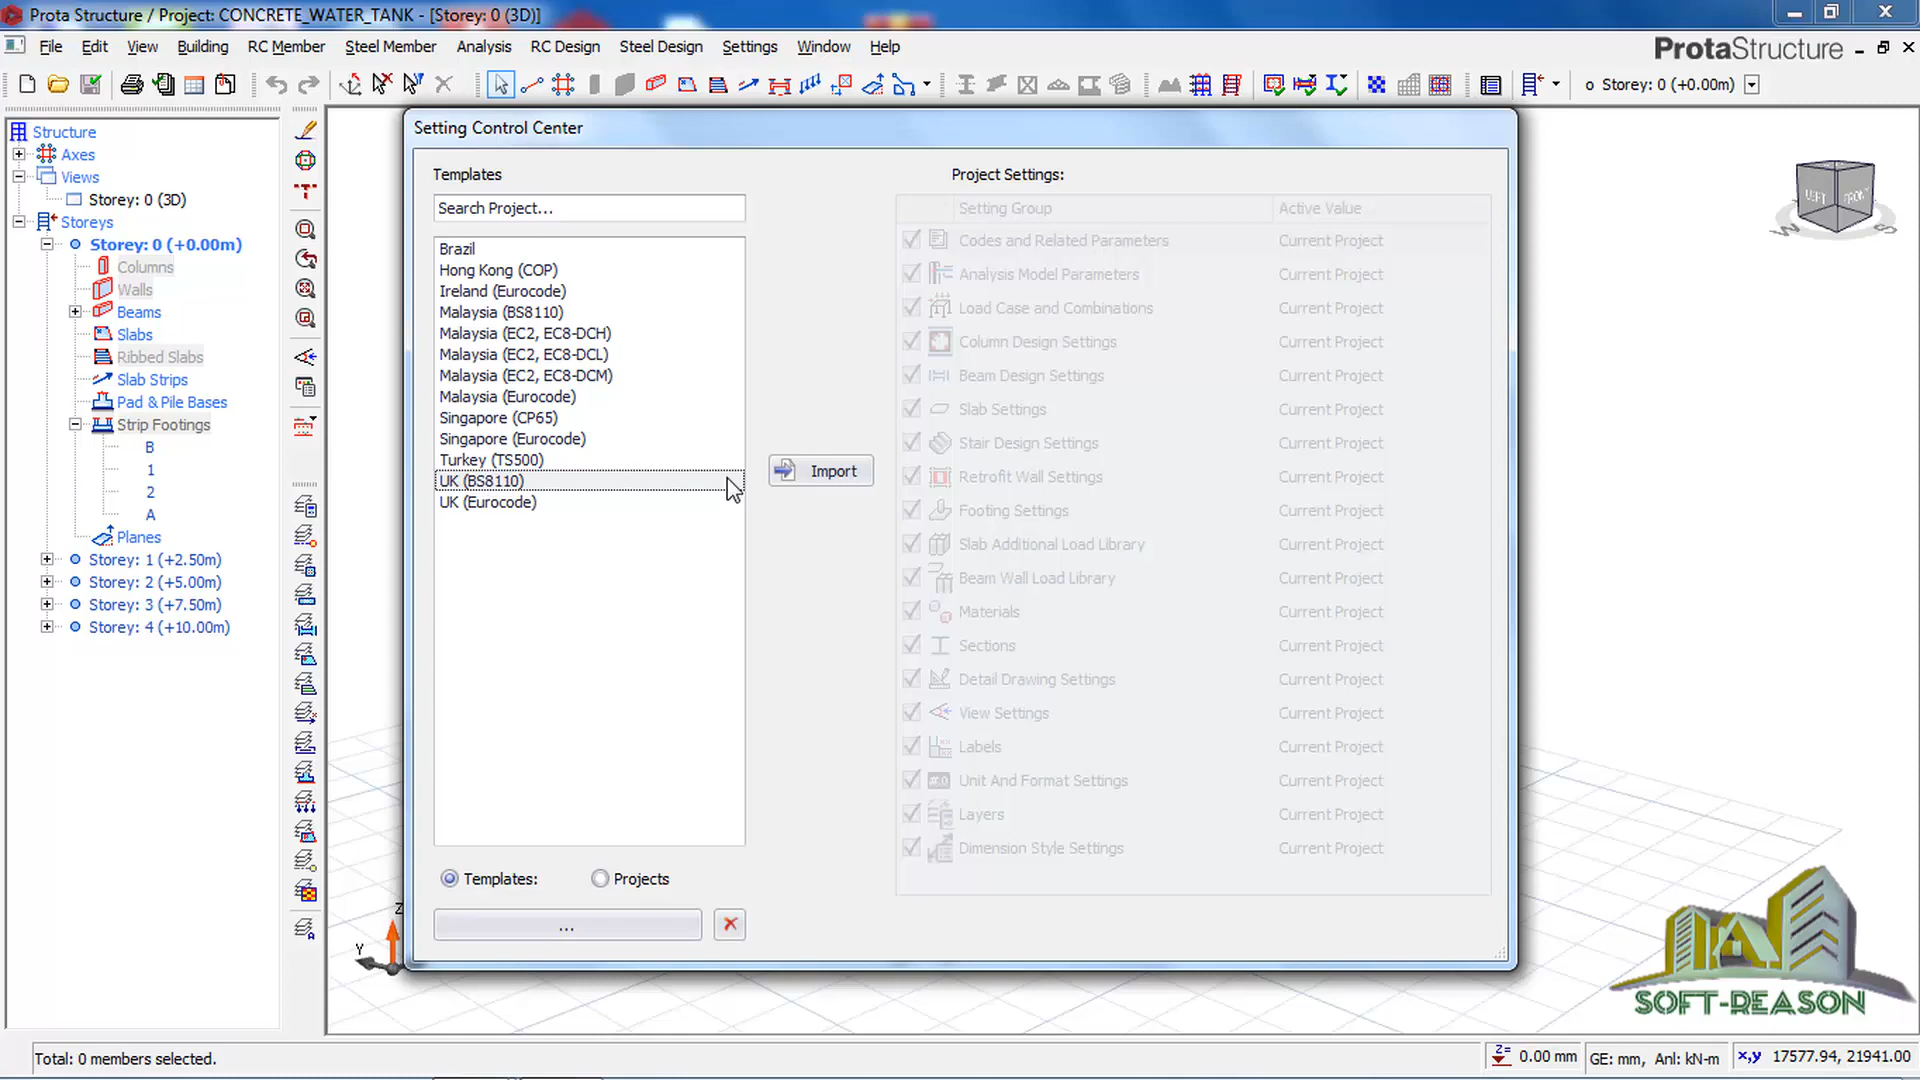 Prota Structure / Project: CONCRETE_WATER_TANK - [Storey: 0 (3D)]
File Edit View Building RC Member Steel Member Analysis RC Design Steel Design Settings Window Help
ProtaStructure
o Storey: 0 (+0.00m)
Structure
Axes
Views
Storey: 0 (3D)
Storeys
Storey: 0 (+0.00m)
Columns
Walls
Beams
Slabs
Ribbed Slabs
Slab Strips
Pad & Pile Bases
Strip Footings
B
1
2
A
Planes
Storey: 1 (+2.50m)
Storey: 2 (+5.00m)
Storey: 3 (+7.50m)
Storey: 4 (+10.00m)
Setting Control Center
Templates
Search Project...
Brazil
Hong Kong (COP)
Ireland (Eurocode)
Malaysia (BS8110)
Malaysia (EC2, EC8-DCH)
Malaysia (EC2, EC8-DCL)
Malaysia (EC2, EC8-DCM)
Malaysia (Eurocode)
Singapore (CP65)
Singapore (Eurocode)
Turkey (TS500)
UK (BS8110)
UK (Eurocode)
Templates: Projects
...
Import
Project Settings:
Setting Group Active Value
Codes and Related Parameters Current Project
Analysis Model Parameters Current Project
Load Case and Combinations Current Project
Column Design Settings Current Project
Beam Design Settings Current Project
Slab Settings Current Project
Stair Design Settings Current Project
Retrofit Wall Settings Current Project
Footing Settings Current Project
Slab Additional Load Library Current Project
Beam Wall Load Library Current Project
Materials Current Project
Sections Current Project
Detail Drawing Settings Current Project
View Settings Current Project
Labels Current Project
Unit And Format Settings Current Project
Layers Current Project
Dimension Style Settings Current Project
LEFT FRONT
W S
Z
Y
SOFT-REASON
Total: 0 members selected.
Z= 0.00 mm GE: mm, Anl: kN-m x,y 17577.94, 21941.00